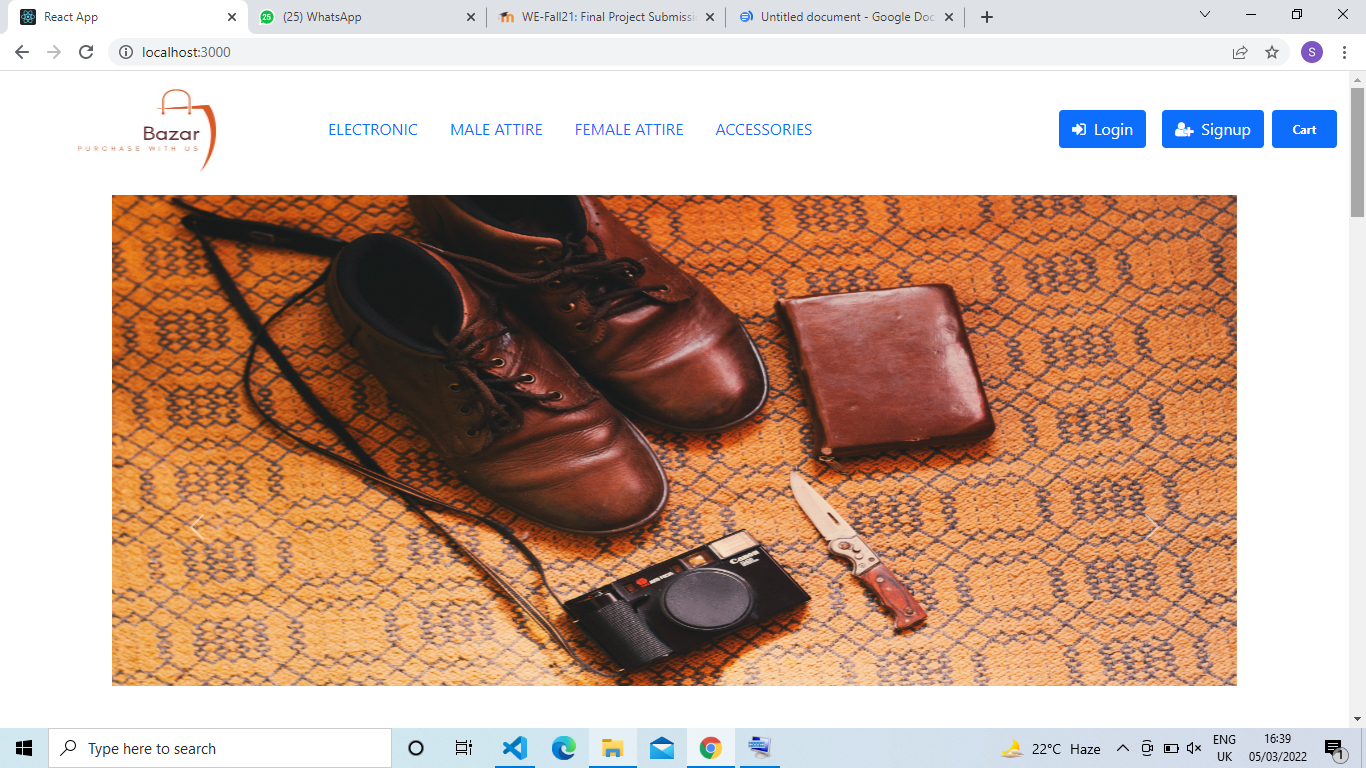 React App
(25) WhatsApp
WE-Fall21: Final Project Submissi
Untitled document - Google Doc
localhost:3000
S
Bazar
PURCHASE WITH US
ELECTRONIC
MALE ATTIRE
FEMALE ATTIRE
ACCESSORIES
Login
Signup
Cart
Canon
Type here to search
22°C Haze
ENG
UK
16:39
05/03/2022
1